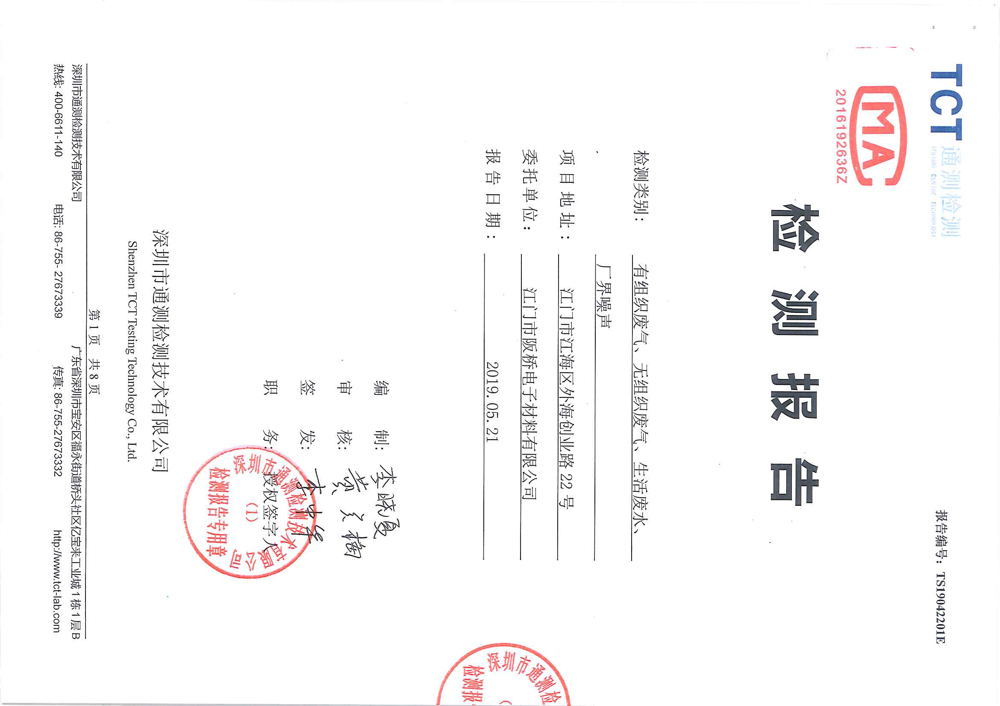 TCT 通测检测
TESTING CENTRE TECHNOLOGY
报告编号: TS19042201E
MA
201619192636Z
检测报告
检测类别: 有组织废气、无组织废气、生活废水、
厂界噪声
项目地址: 江门市江海区外海创业路 22 号
委托单位: 江门市阪桥电子材料有限公司
报告日期: 2019.05.21
编 制: 李晓夏
审 核:
签 发:
职 务: 授权签字人
深圳市通测检测技术有限公司
(1)
检测报告专用章
深圳市通测检
检测报
深圳市通测检测技术有限公司
Shenzhen TCT Testing Technology Co., Ltd.
第 1 页 共 8 页
深圳市通测检测技术有限公司 广东省深圳市宝安区福永街道桥头社区亿宝来工业城 1 栋 1 层 B
热线: 400-6611-140 电话: 86-755- 27673339 传真: 86-755-27673332 http://www.tct-lab.com